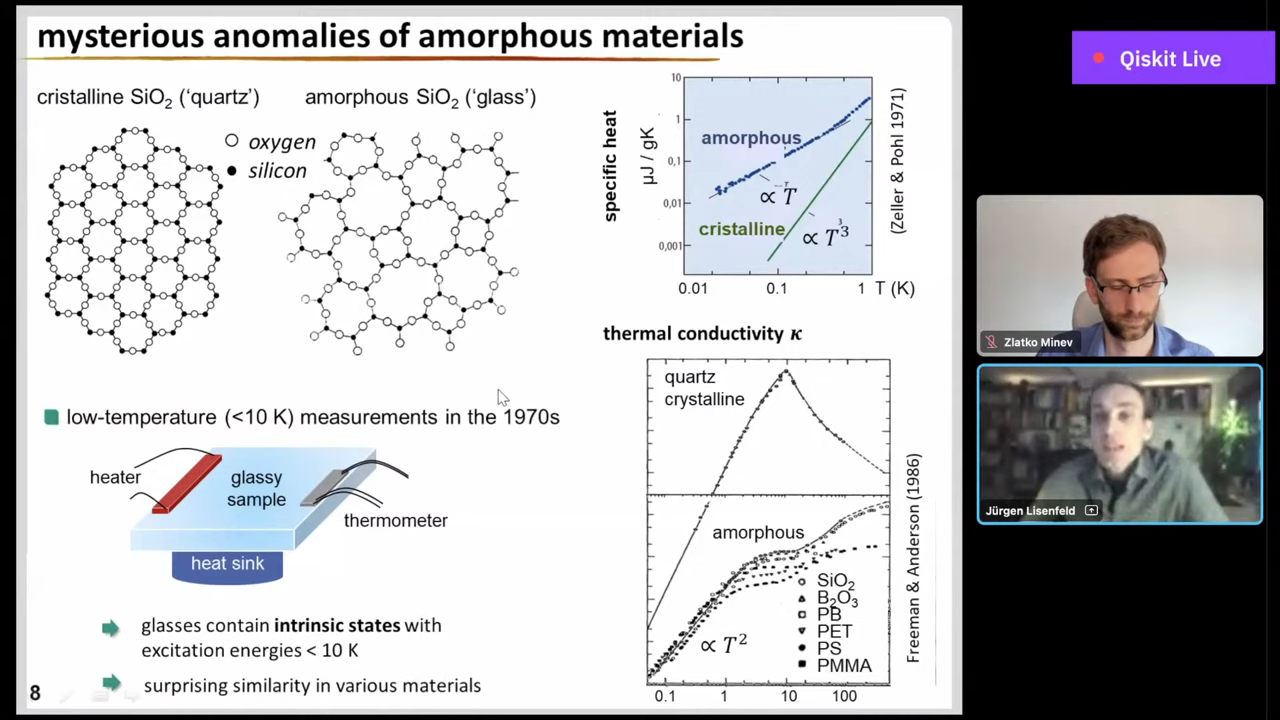 mysterious anomalies of amorphous materials
Qiskit Live
cristalline SiO₂ (‘quartz’)
amorphous SiO₂ (‘glass’)
oxygen
silicon
specific heat
μJ / gK
10
1
0,1
0,01
0,001
amorphous
∝ T
cristalline
∝ T³
0.01
0.1
1
T (K)
(Zeller & Pohl 1971)
Zlatko Minev
Jürgen Lisenfeld
low-temperature (<10 K) measurements in the 1970s
heater
glassy
sample
thermometer
heat sink
glasses contain intrinsic states with
excitation energies < 10 K
surprising similarity in various materials
8
thermal conductivity κ
quartz
crystalline
amorphous
∝ T²
SiO₂
B₂O₃
PB
PET
PS
PMMA
0.1
1
10
100
Freeman & Anderson (1986)